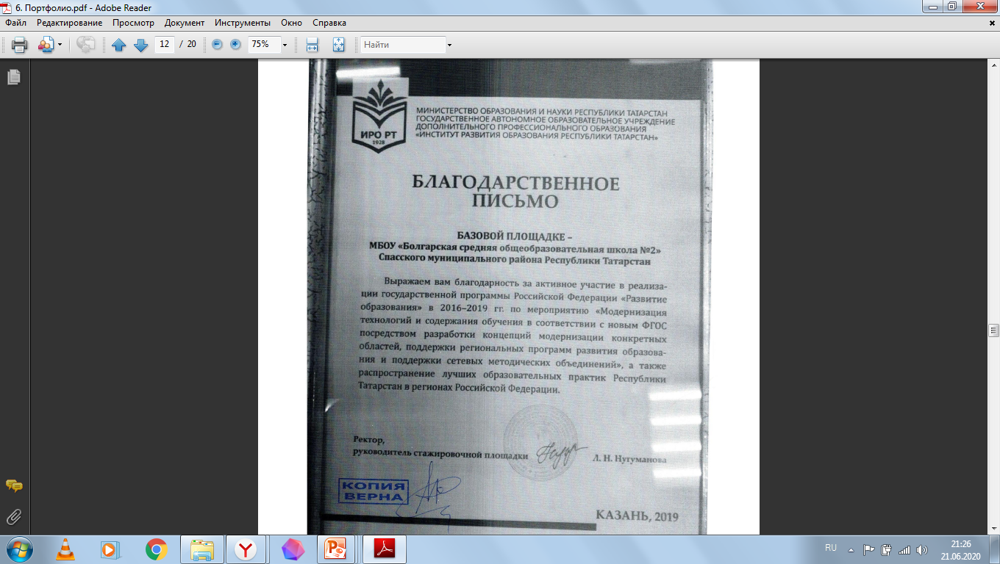 6. Портфолио.pdf - Adobe Reader
Файл Редактирование Просмотр Документ Инструменты Окно Справка
12 / 20 75% Найти
МИНИСТЕРСТВО ОБРАЗОВАНИЯ И НАУКИ РЕСПУБЛИКИ ТАТАРСТАН
ГОСУДАРСТВЕННОЕ АВТОНОМНОЕ ОБРАЗОВАТЕЛЬНОЕ УЧРЕЖДЕНИЕ
ДОПОЛНИТЕЛЬНОГО ПРОФЕССИОНАЛЬНОГО ОБРАЗОВАНИЯ
«ИНСТИТУТ РАЗВИТИЯ ОБРАЗОВАНИЯ РЕСПУБЛИКИ ТАТАРСТАН»
ИРО РТ
1928
БЛАГОДАРСТВЕННОЕ
ПИСЬМО
БАЗОВОЙ ПЛОЩАДКЕ –
МБОУ «Болгарская средняя общеобразовательная школа №2»
Спасского муниципального района Республики Татарстан
Выражаем вам благодарность за активное участие в реализа-
ции государственной программы Российской Федерации «Развитие
образования» в 2016–2019 гг. по мероприятию «Модернизация
технологий и содержания обучения в соответствии с новым ФГОС
посредством разработки концепций модернизации конкретных
областей, поддержки региональных программ развития образова-
ния и поддержки сетевых методических объединений», а также
распространение лучших образовательных практик Республики
Татарстан в регионах Российской Федерации.
Ректор,
руководитель стажировочной площадки Л. Н. Нугуманова
КОПИЯ
ВЕРНА
КАЗАНЬ, 2019
RU 21:26
21.06.2020